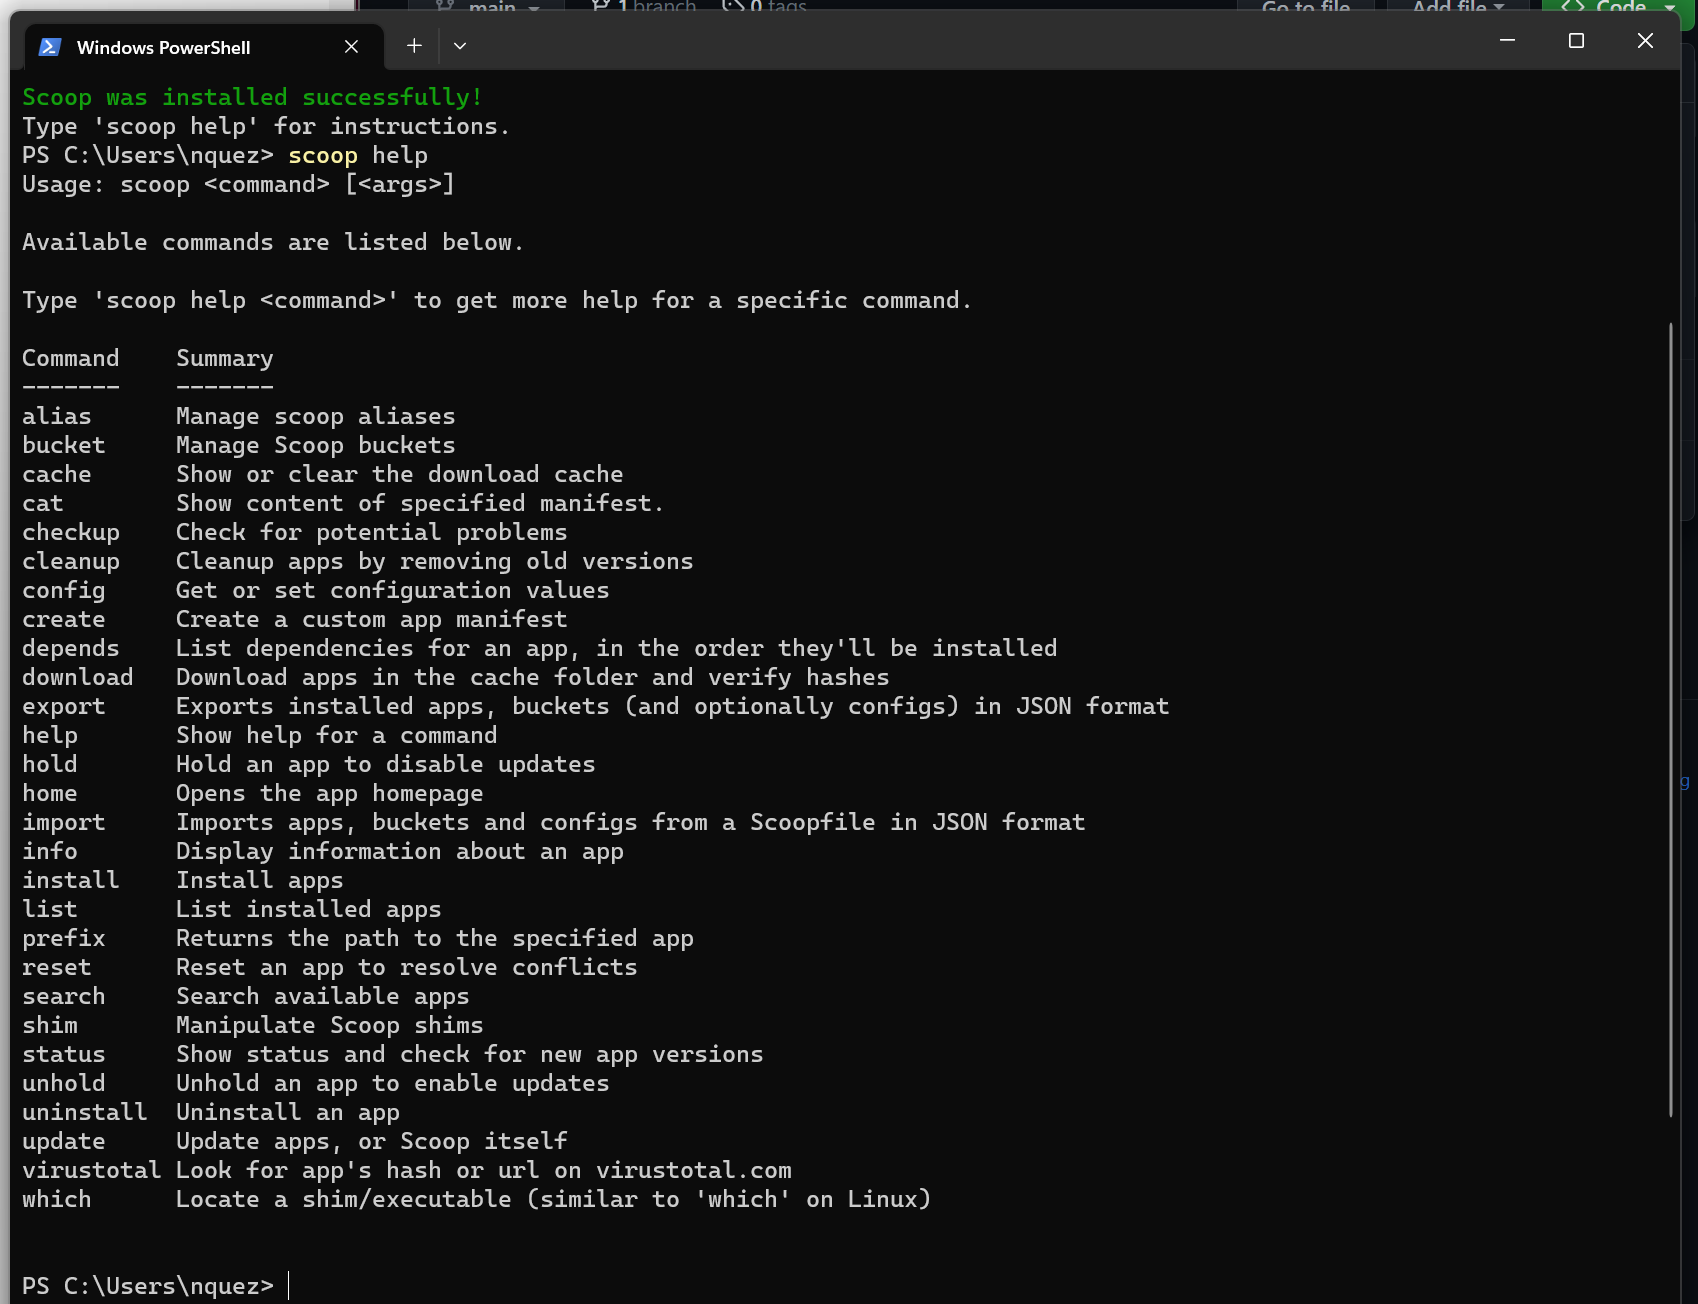 main 1 branch 0 tags Go to file Add file <> Code
Windows PowerShell
Scoop was installed successfully!
Type 'scoop help' for instructions.
PS C:\Users\nquez> scoop help
Usage: scoop <command> [<args>]
Available commands are listed below.
Type 'scoop help <command>' to get more help for a specific command.
Command Summary
------- -------
alias Manage scoop aliases
bucket Manage Scoop buckets
cache Show or clear the download cache
cat Show content of specified manifest.
checkup Check for potential problems
cleanup Cleanup apps by removing old versions
config Get or set configuration values
create Create a custom app manifest
depends List dependencies for an app, in the order they'll be installed
download Download apps in the cache folder and verify hashes
export Exports installed apps, buckets (and optionally configs) in JSON format
help Show help for a command
hold Hold an app to disable updates
home Opens the app homepage
import Imports apps, buckets and configs from a Scoopfile in JSON format
info Display information about an app
install Install apps
list List installed apps
prefix Returns the path to the specified app
reset Reset an app to resolve conflicts
search Search available apps
shim Manipulate Scoop shims
status Show status and check for new app versions
unhold Unhold an app to enable updates
uninstall Uninstall an app
update Update apps, or Scoop itself
virustotal Look for app's hash or url on virustotal.com
which Locate a shim/executable (similar to 'which' on Linux)
PS C:\Users\nquez>